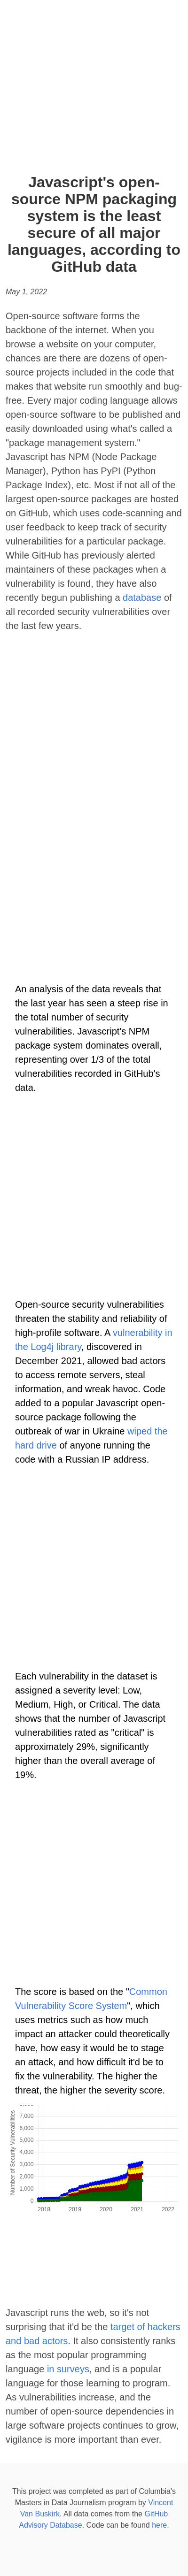 Javascript's open-
source NPM packaging
system is the least
secure of all major
languages, according to
GitHub data
May 1, 2022
Open-source software forms the
backbone of the internet. When you
browse a website on your computer,
chances are there are dozens of open-
source projects included in the code that
makes that website run smoothly and bug-
free. Every major coding language allows
open-source software to be published and
easily downloaded using what's called a
"package management system."
Javascript has NPM (Node Package
Manager), Python has PyPI (Python
Package Index), etc. Most if not all of the
largest open-source packages are hosted
on GitHub, which uses code-scanning and
user feedback to keep track of security
vulnerabilities for a particular package.
While GitHub has previously alerted
maintainers of these packages when a
vulnerability is found, they have also
recently begun publishing a database of
all recorded security vulnerabilities over
the last few years.
An analysis of the data reveals that
the last year has seen a steep rise in
the total number of security
vulnerabilities. Javascript's NPM
package system dominates overall,
representing over 1/3 of the total
vulnerabilities recorded in GitHub's
data.
Open-source security vulnerabilities
threaten the stability and reliability of
high-profile software. A vulnerability in
the Log4j library, discovered in
December 2021, allowed bad actors
to access remote servers, steal
information, and wreak havoc. Code
added to a popular Javascript open-
source package following the
outbreak of war in Ukraine wiped the
hard drive of anyone running the
code with a Russian IP address.
Each vulnerability in the dataset is
assigned a severity level: Low,
Medium, High, or Critical. The data
shows that the number of Javascript
vulnerabilities rated as "critical" is
approximately 29%, significantly
higher than the overall average of
19%.
The score is based on the "Common
Vulnerability Score System", which
uses metrics such as how much
impact an attacker could theoretically
have, how easy it would be to stage
an attack, and how difficult it'd be to
fix the vulnerability. The higher the
threat, the higher the severity score.
Number of Security Vulnerabilities
7,000
6,000
5,000
4,000
3,000
2,000
1,000
0
2018 2019 2020 2021 2022
Javascript runs the web, so it's not
surprising that it'd be the target of hackers
and bad actors. It also consistently ranks
as the most popular programming
language in surveys, and is a popular
language for those learning to program.
As vulnerabilities increase, and the
number of open-source dependencies in
large software projects continues to grow,
vigilance is more important than ever.
This project was completed as part of Columbia's
Masters in Data Journalism program by Vincent
Van Buskirk. All data comes from the GitHub
Advisory Database. Code can be found here.